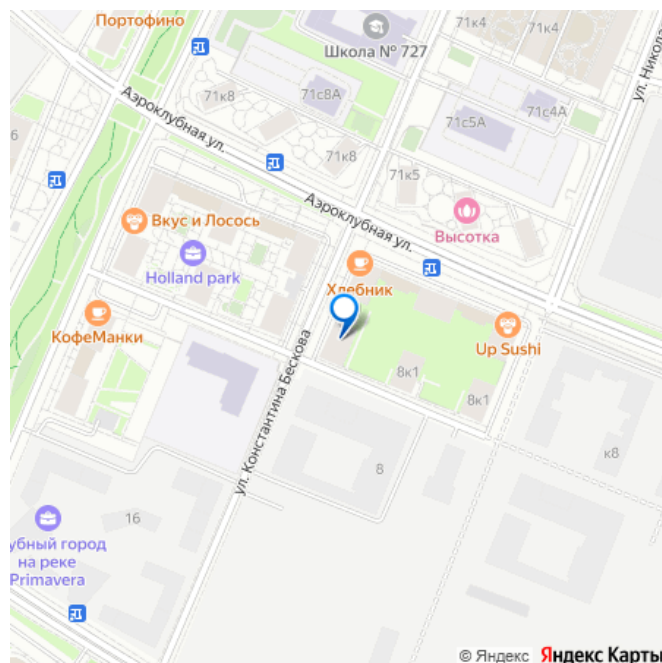 Портофино
71к4
71к4
Школа № 727
ул. Никола
71к8
71с8А
71с4А
71с5А
Аэроклубная ул.
6
71к8
71к5
Аэроклубная ул.
Вкус и Лосось
Высотка
Holland park
Хлебник
КофеМанки
Up Sushi
ул. Константина Бескова
8к1
8к1
8
к8
16
убный город
на реке
Primavera
© Яндекс Яндекс Карты